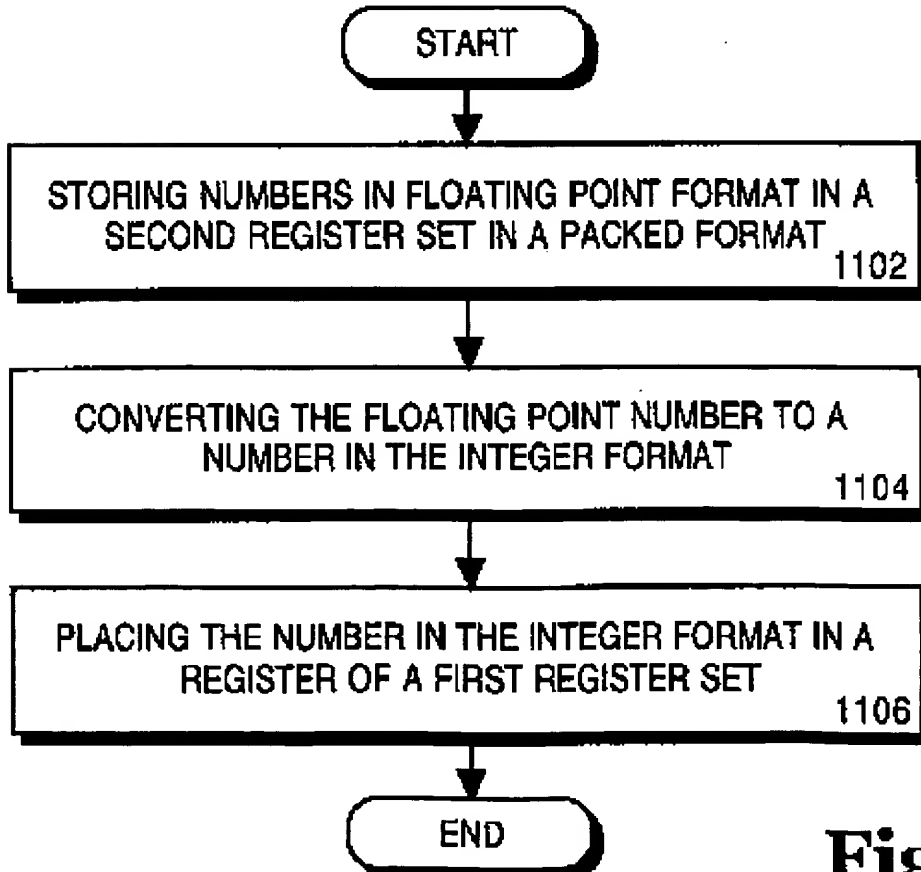 START
STORING NUMBERS IN FLOATING POINT FORMAT IN A
SECOND REGISTER SET IN A PACKED FORMAT
1102
CONVERTING THE FLOATING POINT NUMBER TO A
NUMBER IN THE INTEGER FORMAT
1104
PLACING THE NUMBER IN THE INTEGER FORMAT IN A
REGISTER OF A FIRST REGISTER SET
1106
END
Fig